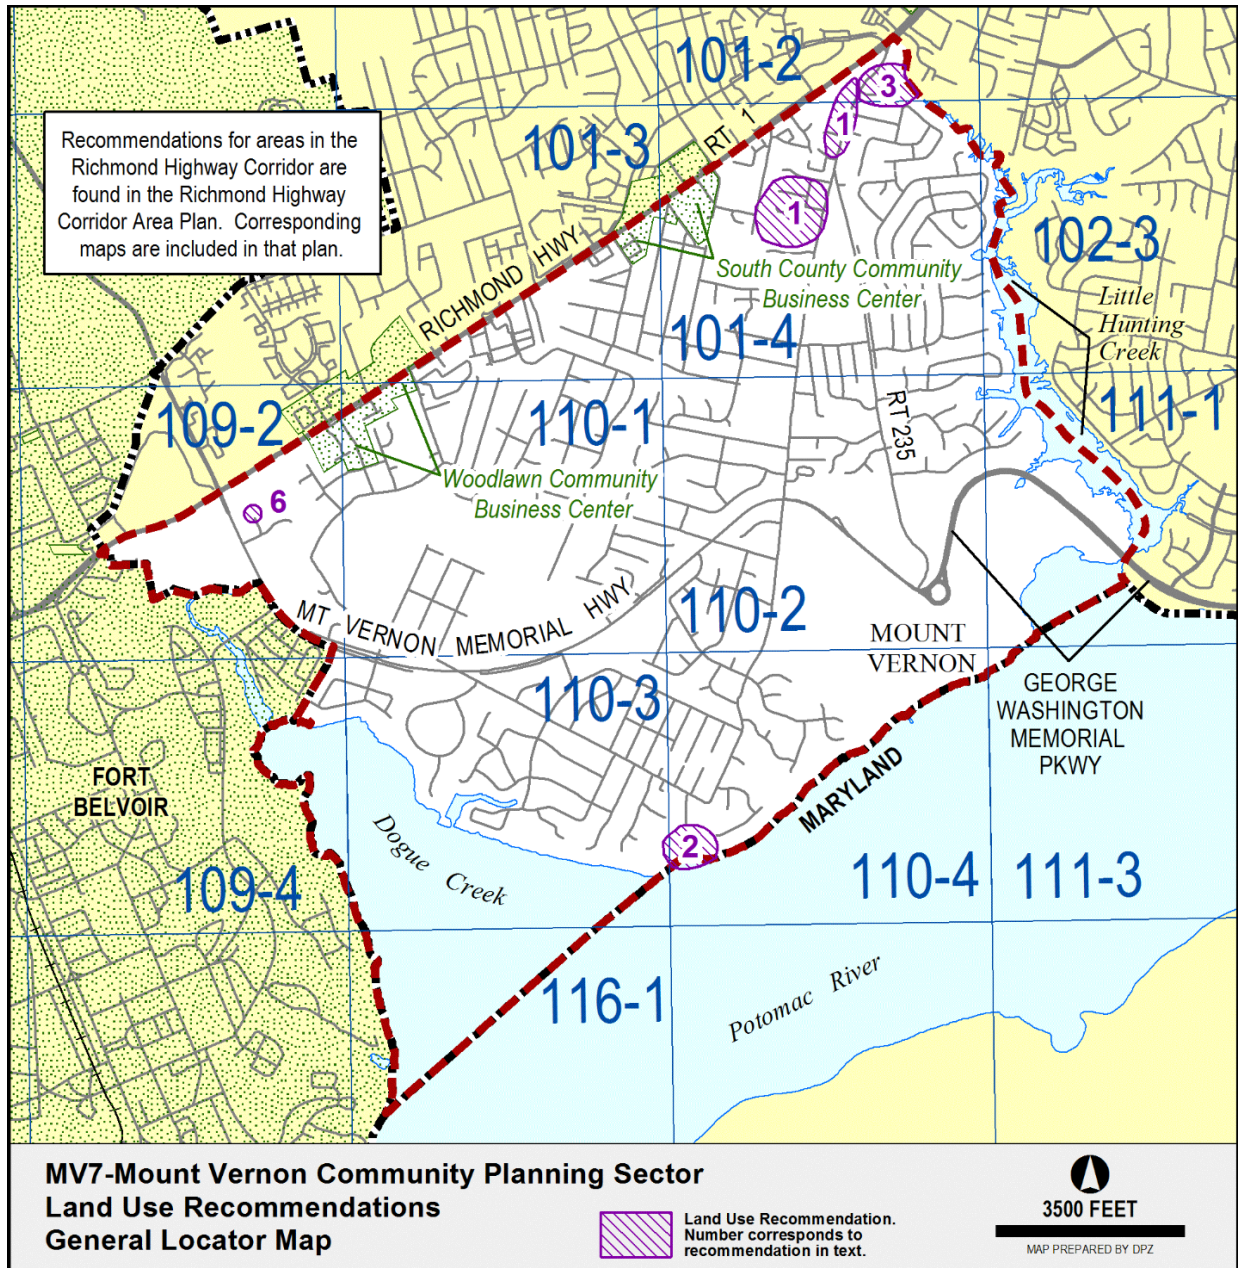 101-2
3
1
RT 1
101-3
Recommendations for areas in the
Richmond Highway Corridor are
found in the Richmond Highway
Corridor Area Plan. Corresponding
maps are included in that plan.
1
102-3
RICHMOND HWY
South County Community
Business Center
Little
Hunting
Creek
101-4
109-2
110-1
RT 235
111-1
Woodlawn Community
Business Center
6
MT VERNON MEMORIAL HWY
110-2
MOUNT
VERNON
110-3
GEORGE
WASHINGTON
MEMORIAL
PKWY
FORT
BELVOIR
MARYLAND
Dogue Creek
2
109-4
110-4
111-3
116-1
Potomac River
MV7-Mount Vernon Community Planning Sector
Land Use Recommendations
General Locator Map
Land Use Recommendation.
Number corresponds to
recommendation in text.
3500 FEET
MAP PREPARED BY DPZ